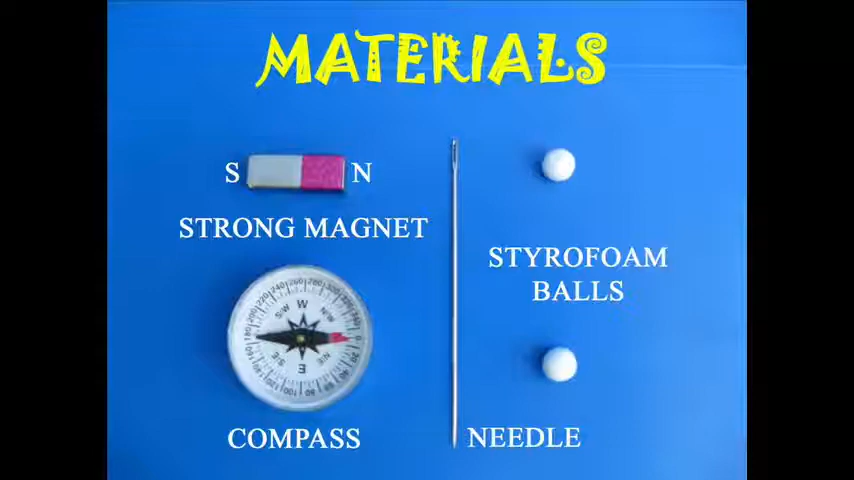 MATERIALS
S N
STRONG MAGNET
STYROFOAM
BALLS
W
N/W
N/E
E
S/E
S/W
COMPASS
NEEDLE